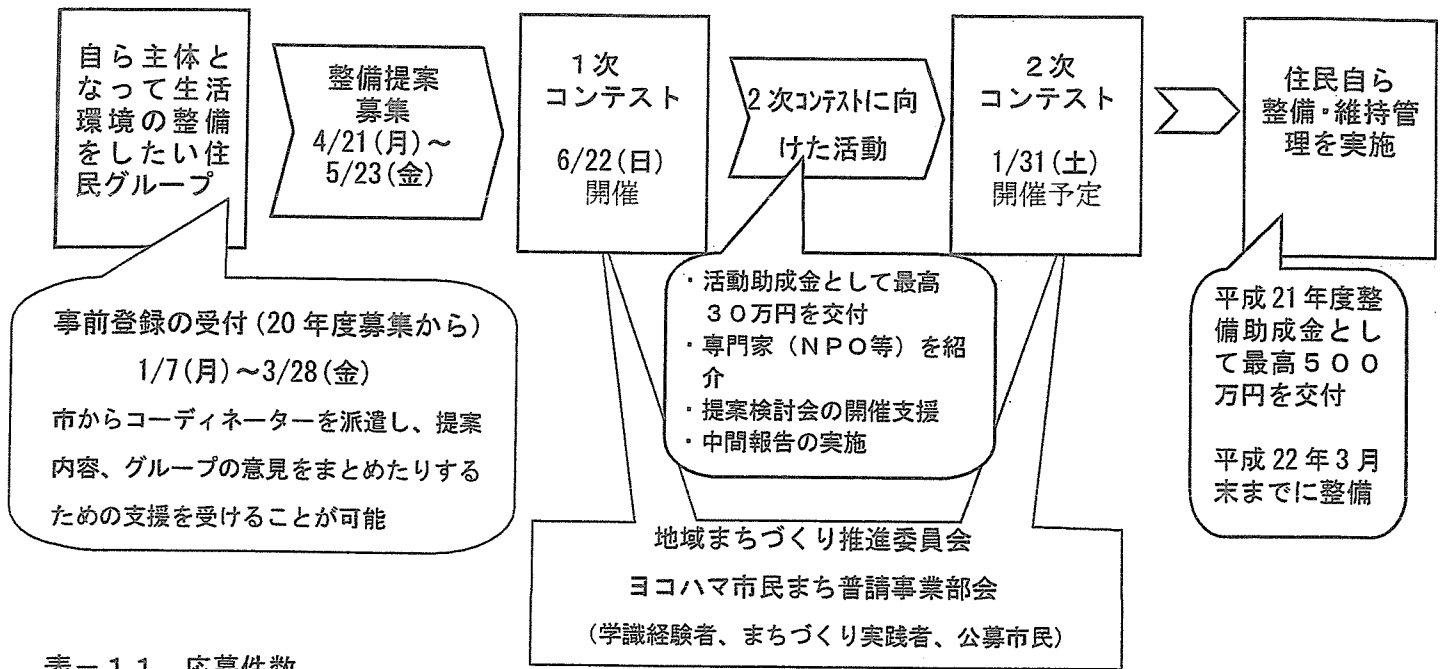 自ら主体と
なって生活
環境の整備
をしたい住
民グループ
整備提案
募集
4/21(月)～
5/23(金)
1次
コンテスト
6/22(日)
開催
2次コンテストに向
けた活動
2次
コンテスト
1/31(土)
開催予定
住民自ら
整備・維持管
理を実施
事前登録の受付(20年度募集から)
1/7(月)～3/28(金)
市からコーディネーターを派遣し、提案
内容、グループの意見をまとめたりする
ための支援を受けることが可能
・活動助成金として最高
３０万円を交付
・専門家（ＮＰＯ等）を紹
介
・提案検討会の開催支援
・中間報告の実施
平成21年度整
備助成金とし
て最高５００
万円を交付
平成22年3月
末までに整備
地域まちづくり推進委員会
ヨコハマ市民まち普請事業部会
(学識経験者、まちづくり実践者、公募市民)
表－１１　応募件数